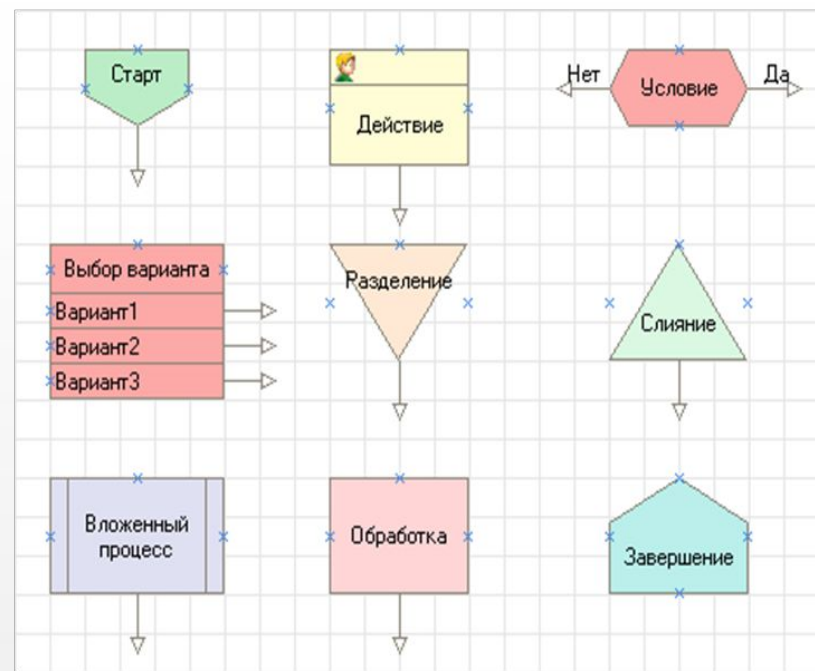 Старт
Действие
Нет
Условие
Да
Выбор варианта
Вариант1
Вариант2
Вариант3
Разделение
Слияние
Вложенный
процесс
Обработка
Завершение